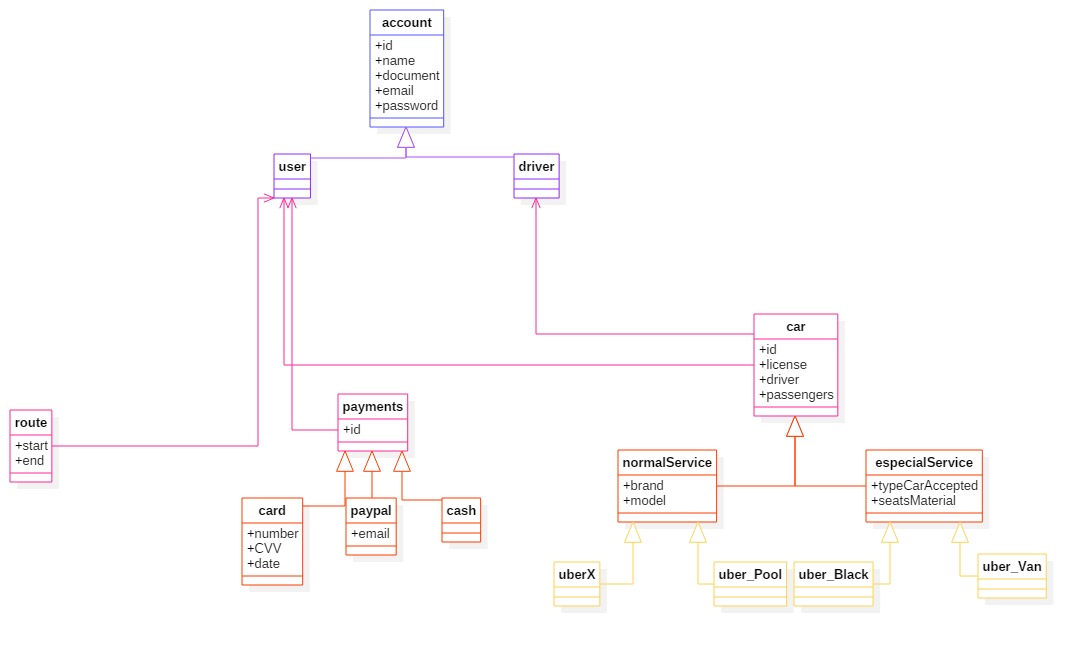 account
+id
+name
+document
+email
+password
user
driver
car
+id
+license
+driver
+passengers
payments
+id
route
+start
+end
normalService
+brand
+model
especialService
+typeCarAccepted
+seatsMaterial
card
+number
+CVV
+date
paypal
+email
cash
uberX
uber_Pool
uber_Black
uber_Van